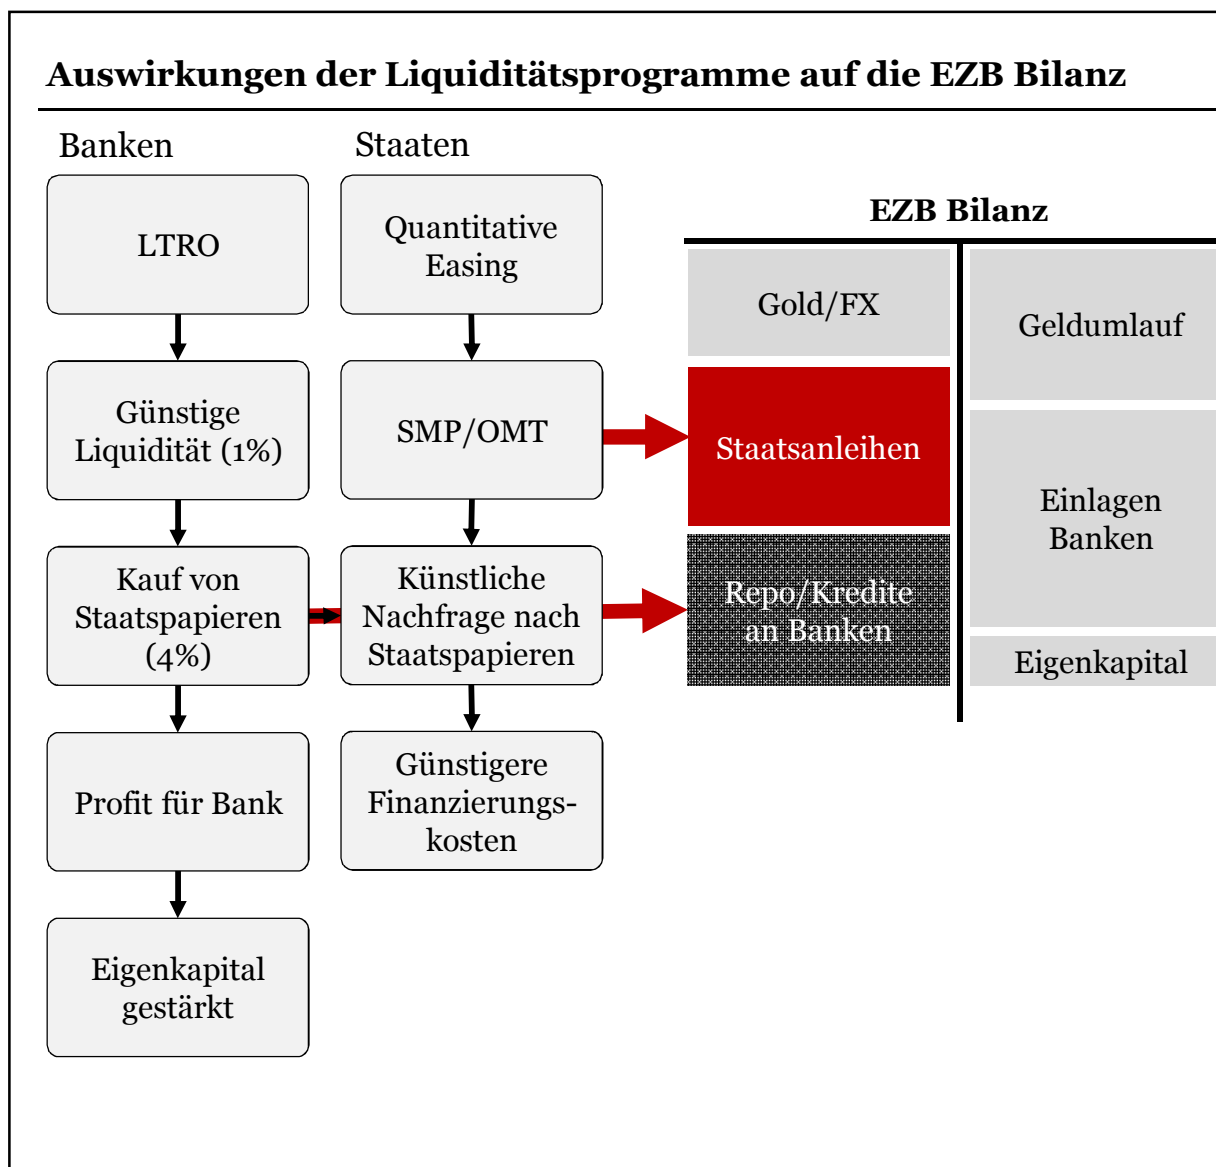 Auswirkungen der Liquiditätsprogramme auf die EZB Bilanz
Banken
LTRO
Günstige
Liquidität (1%)
Kauf von
Staatspapieren
(4%)
Profit für Bank
Eigenkapital
gestärkt
Staaten
Quantitative
Easing
SMP/OMT
Künstliche
Nachfrage nach
Staatspapieren
Günstigere
Finanzierungs-
kosten
EZB Bilanz
Gold/FX
Staatsanleihen
Repo/Kredite
an Banken
Geldumlauf
Einlagen
Banken
Eigenkapital